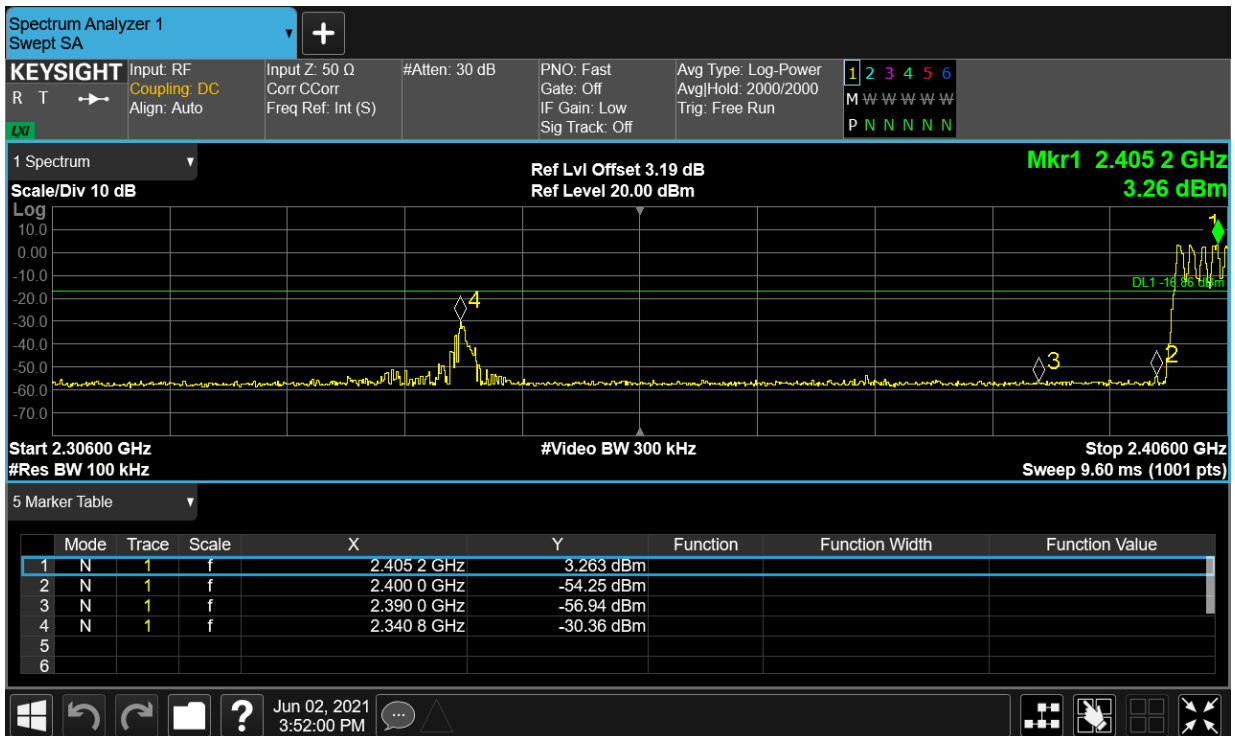 Spectrum Analyzer 1
Swept SA
KEYSIGHT
R T
LXI
Input: RF
Coupling: DC
Align: Auto
Input Z: 50 Ω
Corr CCorr
Freq Ref: Int (S)
#Atten: 30 dB
PNO: Fast
Gate: Off
IF Gain: Low
Sig Track: Off
Avg Type: Log-Power
Avg|Hold: 2000/2000
Trig: Free Run
1 2 3 4 5 6
M W W W W W
P N N N N N
1 Spectrum
Scale/Div 10 dB
Ref Lvl Offset 3.19 dB
Ref Level 20.00 dBm
Mkr1 2.405 2 GHz
3.26 dBm
Log
10.0
0.00
-10.0
-20.0
-30.0
-40.0
-50.0
-60.0
-70.0
1
DL1 -16.86 dBm
4
3
2
Start 2.30600 GHz
#Res BW 100 kHz
#Video BW 300 kHz
Stop 2.40600 GHz
Sweep 9.60 ms (1001 pts)
5 Marker Table
Mode Trace Scale X Y Function Function Width Function Value
1 N 1 f 2.405 2 GHz 3.263 dBm
2 N 1 f 2.400 0 GHz -54.25 dBm
3 N 1 f 2.390 0 GHz -56.94 dBm
4 N 1 f 2.340 8 GHz -30.36 dBm
5
6
?
Jun 02, 2021
3:52:00 PM